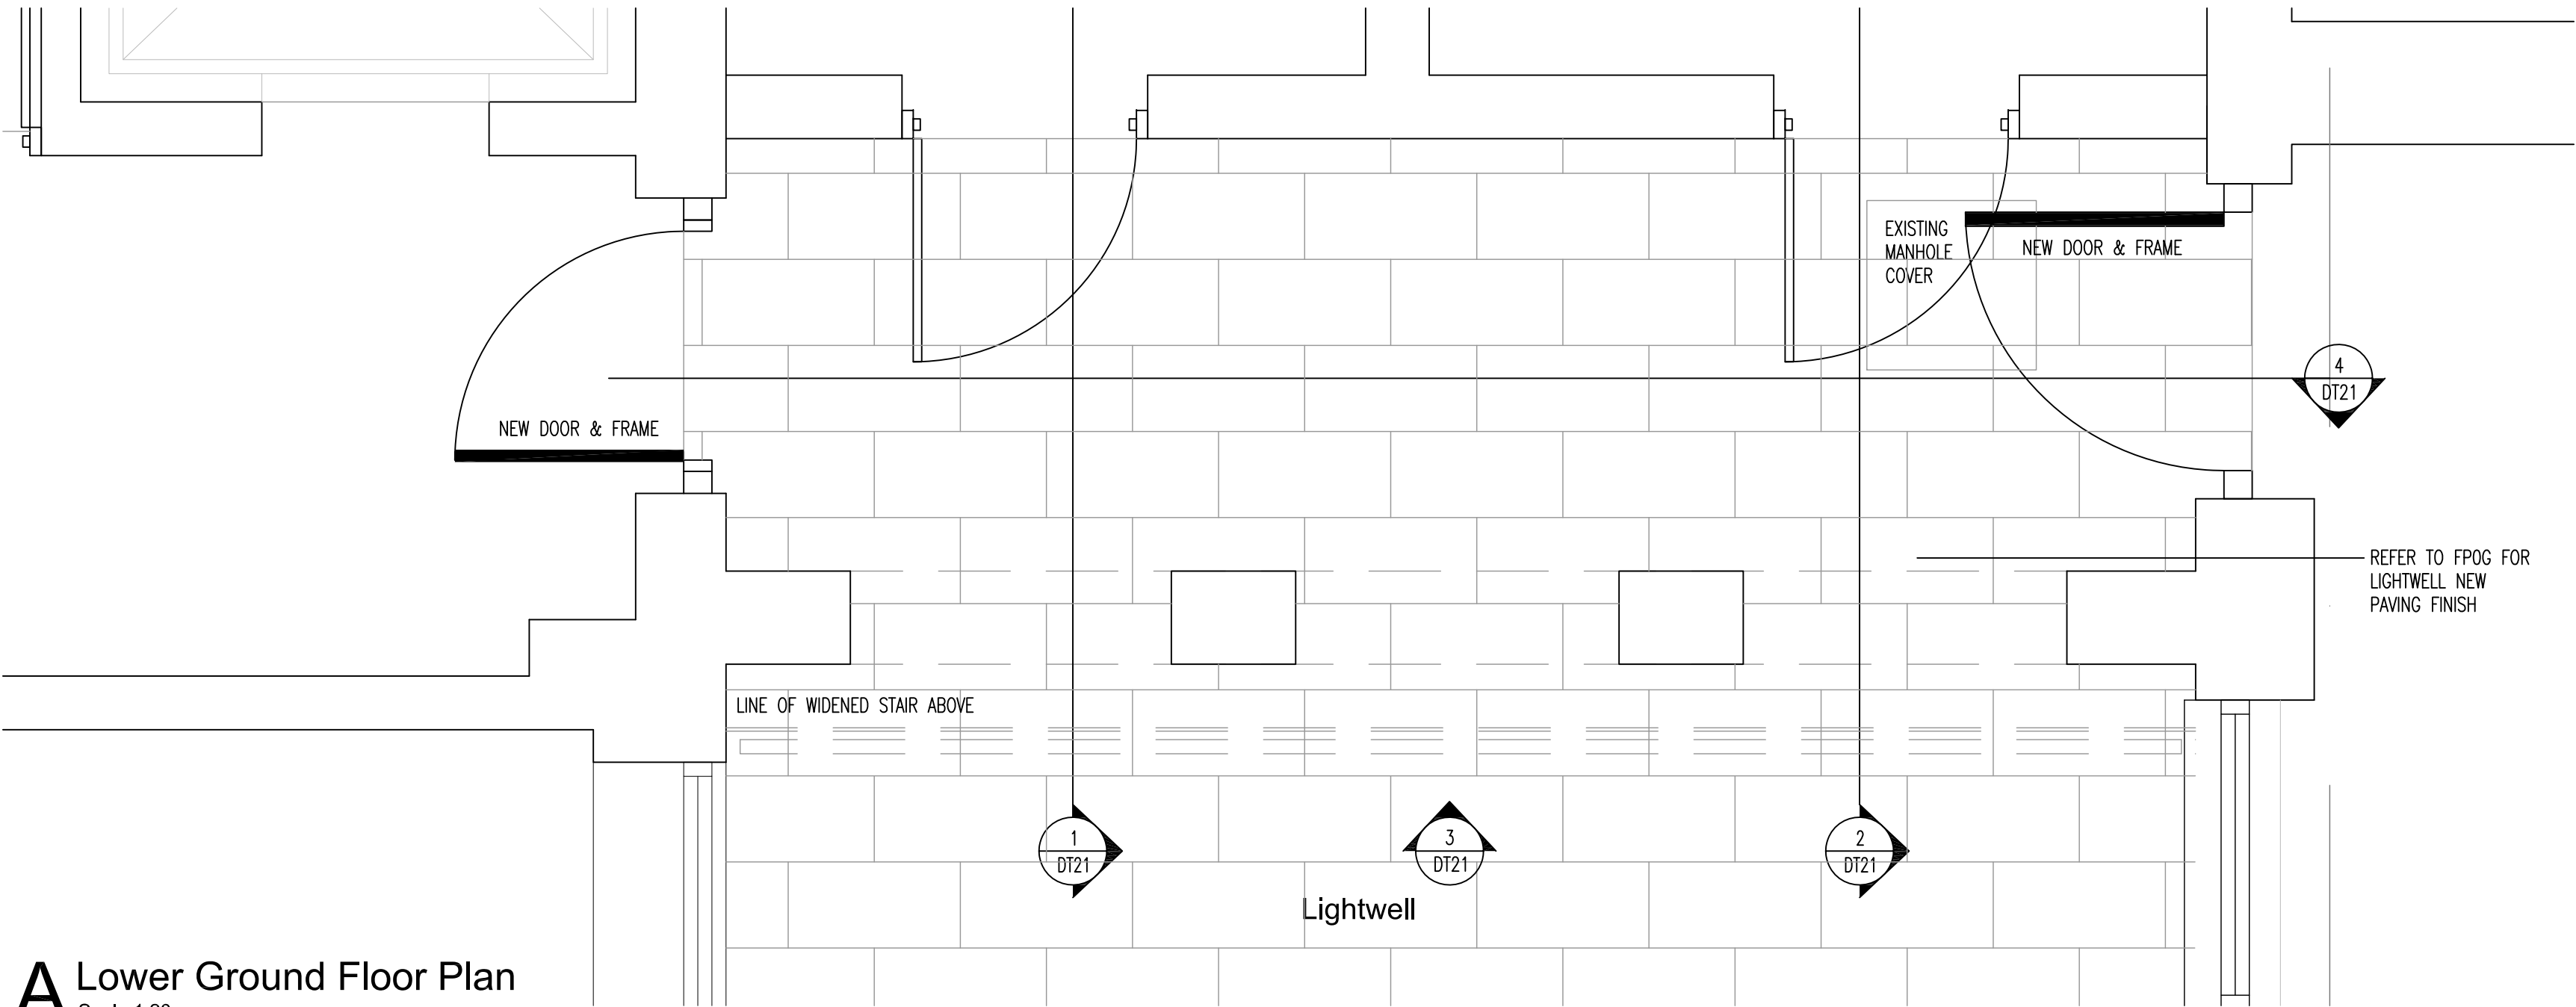 EXISTING
MANHOLE
COVER
NEW DOOR & FRAME
4
DT21
NEW DOOR & FRAME
REFER TO FPOG FOR
LIGHTWELL NEW
PAVING FINISH
LINE OF WIDENED STAIR ABOVE
1
DT21
3
DT21
2
DT21
Lightwell
A Lower Ground Floor Plan